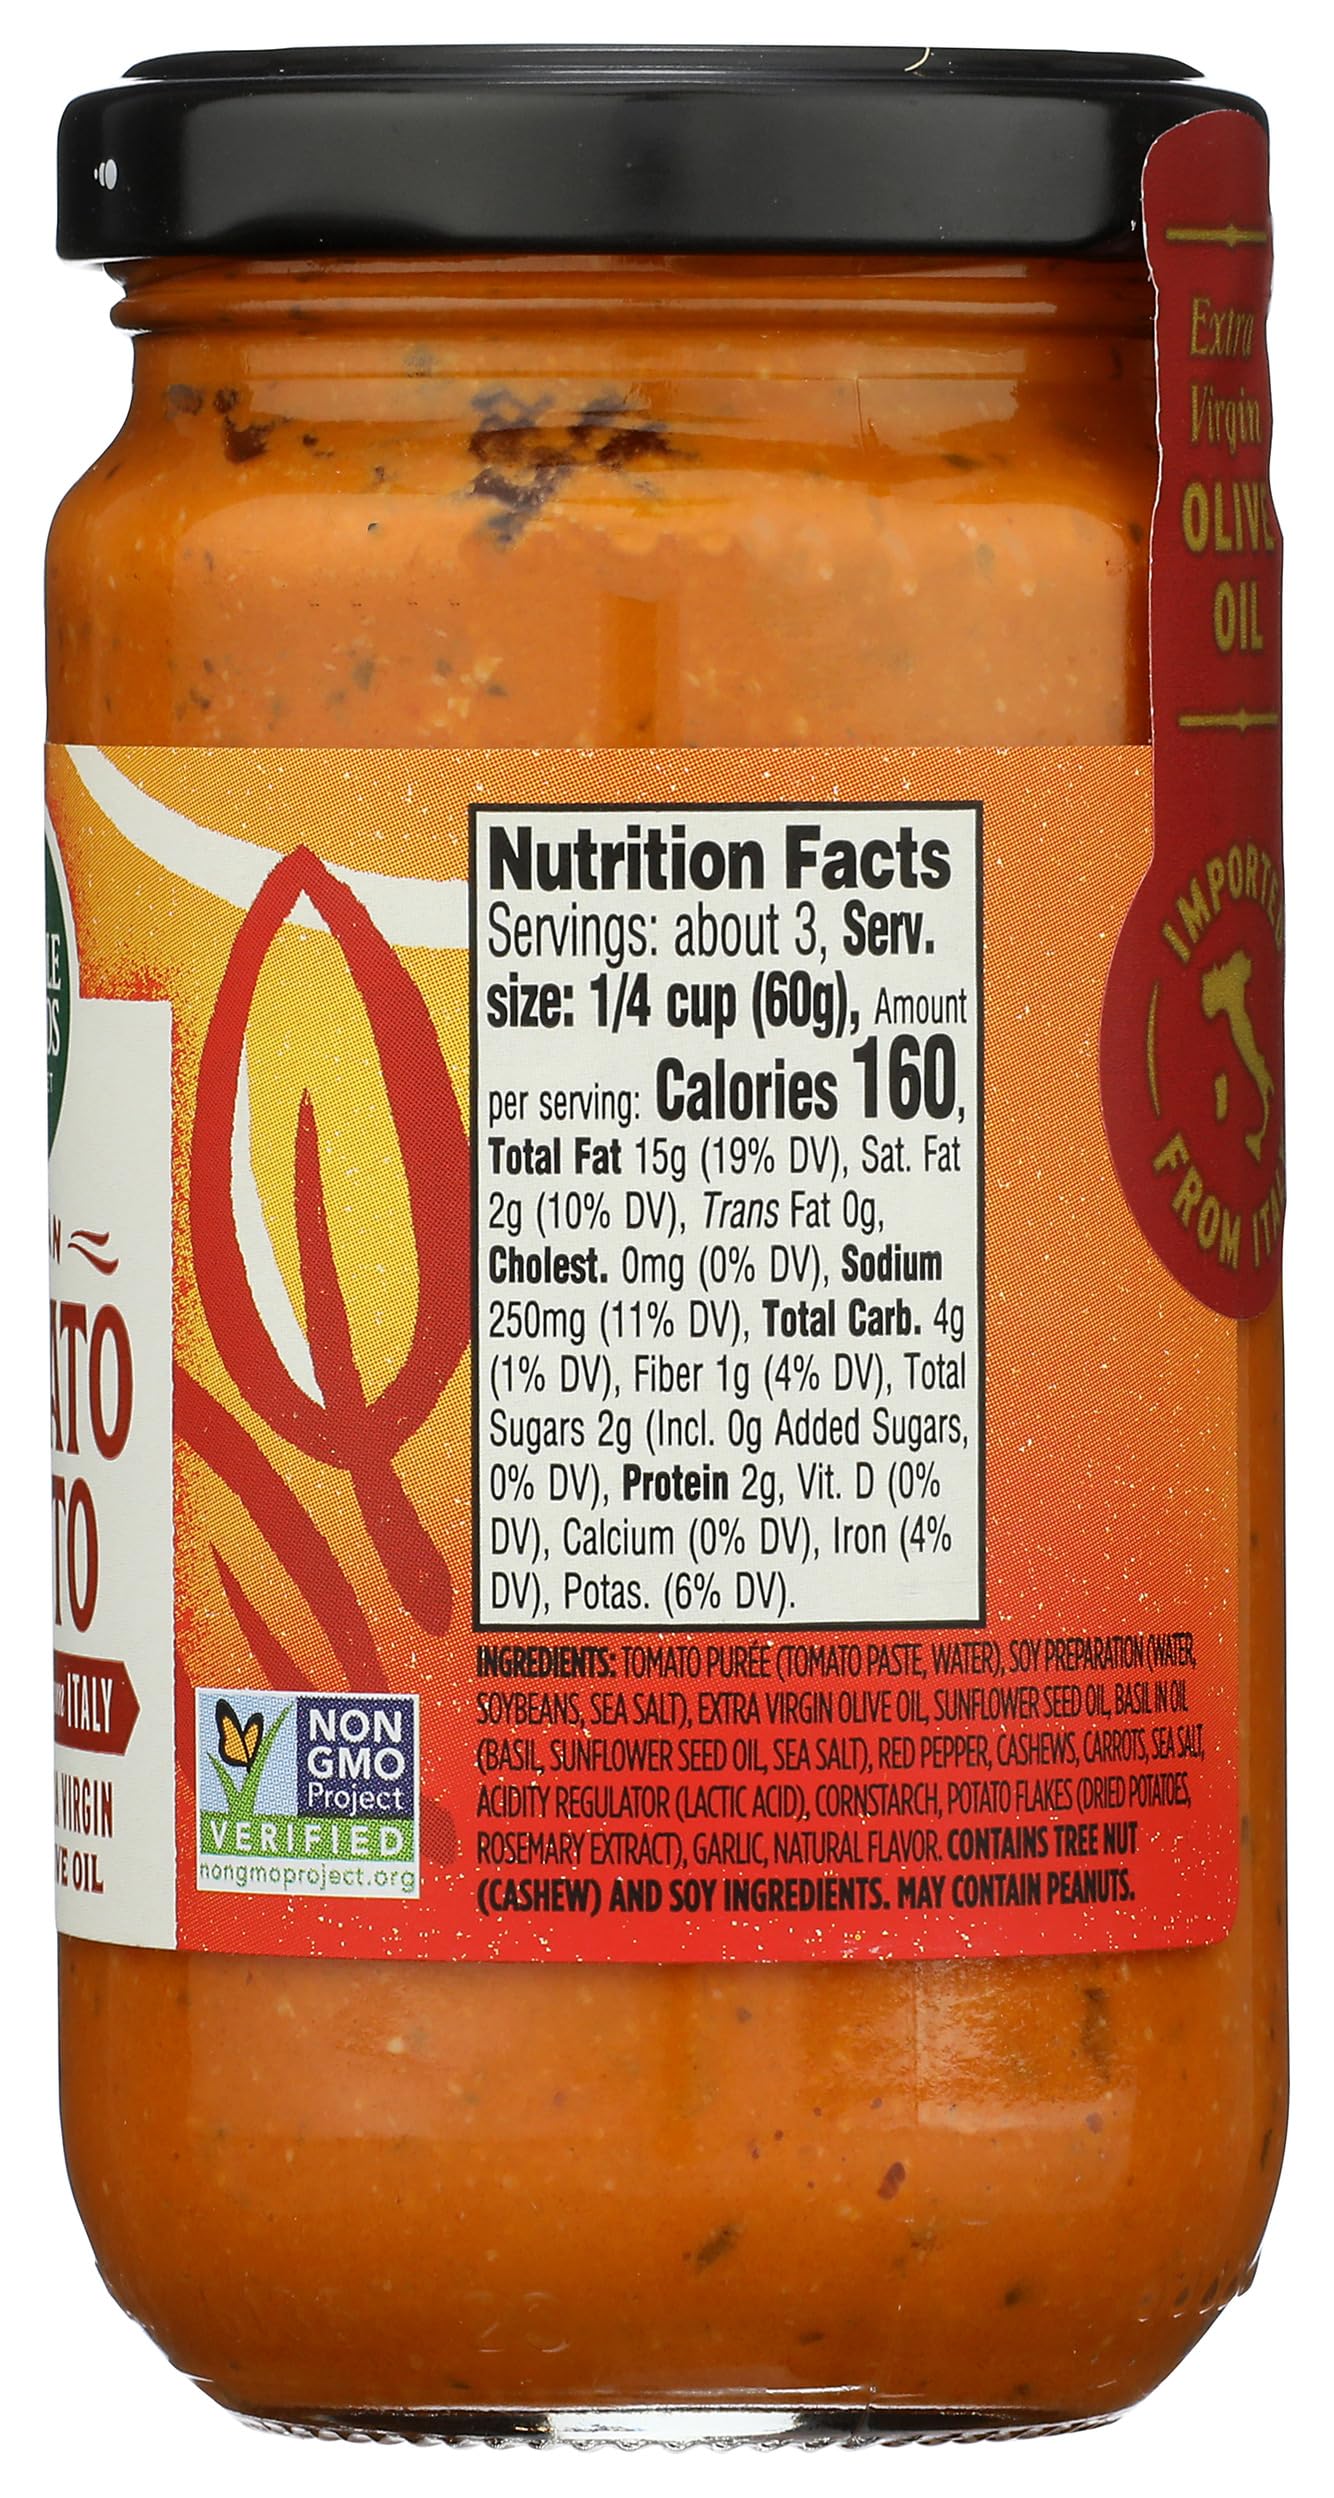 Extra
Virgin
OLIVE
OIL
IMPORTED
FROM ITALY
Nutrition Facts
Servings: about 3, Serv.
size: 1/4 cup (60g), Amount
per serving: Calories 160,
Total Fat 15g (19% DV), Sat. Fat
2g (10% DV), Trans Fat 0g,
Cholest. 0mg (0% DV), Sodium
250mg (11% DV), Total Carb. 4g
(1% DV), Fiber 1g (4% DV), Total
Sugars 2g (Incl. 0g Added Sugars,
0% DV), Protein 2g, Vit. D (0%
DV), Calcium (0% DV), Iron (4%
DV), Potas. (6% DV).
INGREDIENTS: TOMATO PURÉE (TOMATO PASTE, WATER), SOY PREPARATION (WATER,
SOYBEANS, SEA SALT), EXTRA VIRGIN OLIVE OIL, SUNFLOWER SEED OIL, BASIL IN OIL
(BASIL, SUNFLOWER SEED OIL, SEA SALT), RED PEPPER, CASHEWS, CARROTS, SEA SALT,
ACIDITY REGULATOR (LACTIC ACID), CORNSTARCH, POTATO FLAKES (DRIED POTATOES,
ROSEMARY EXTRACT), GARLIC, NATURAL FLAVOR. CONTAINS TREE NUT
(CASHEW) AND SOY INGREDIENTS. MAY CONTAIN PEANUTS.
NON
GMO
Project
VERIFIED
nongmoproject.org
ITALY
VIRGIN
OIL